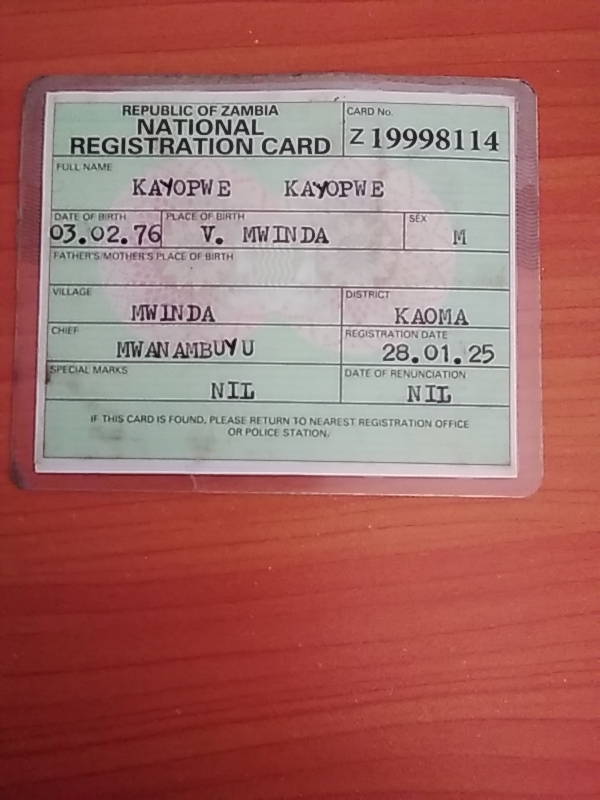 REPUBLIC OF ZAMBIA
NATIONAL
REGISTRATION CARD
CARD No.
Z 19998114
FULL NAME
KAYOPWE KAYOPWE
DATE OF BIRTH PLACE OF BIRTH SEX
03.02.76 V. MWINDA M
FATHER'S/MOTHER'S PLACE OF BIRTH
VILLAGE DISTRICT
MWINDA KAOMA
CHIEF REGISTRATION DATE
MWANAMBUYU 28.01.25
SPECIAL MARKS DATE OF RENUNCIATION
NIL NIL
IF THIS CARD IS FOUND, PLEASE RETURN TO NEAREST REGISTRATION OFFICE
OR POLICE STATION.